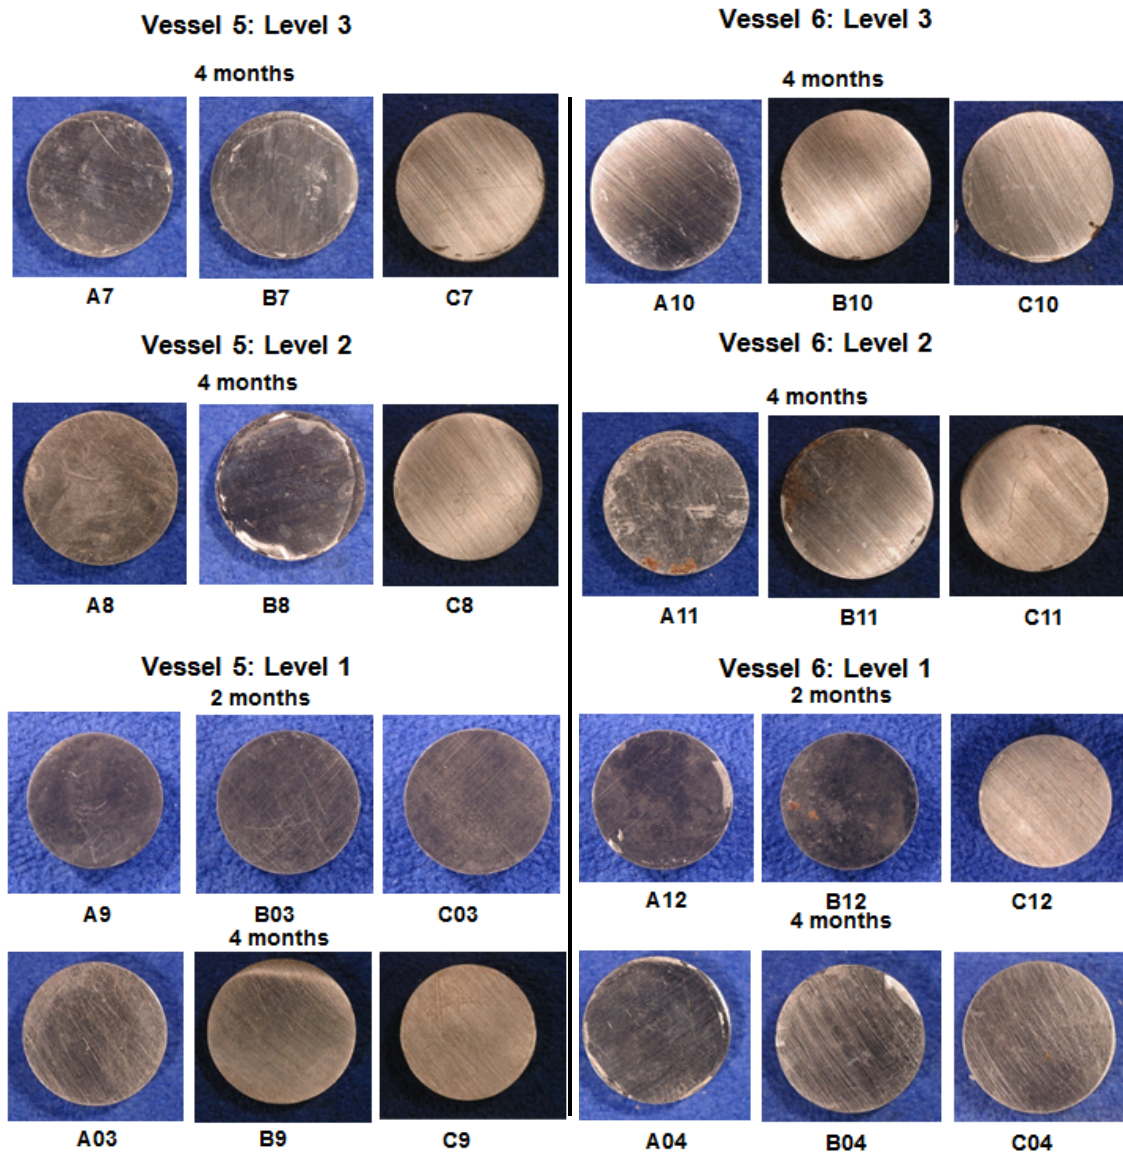 Vessel 5: Level 3
4 months
A7 B7 C7
Vessel 5: Level 2
4 months
A8 B8 C8
Vessel 5: Level 1
2 months
A9 B03 C03
4 months
A03 B9 C9
Vessel 6: Level 3
4 months
A10 B10 C10
Vessel 6: Level 2
4 months
A11 B11 C11
Vessel 6: Level 1
2 months
A12 B12 C12
4 months
A04 B04 C04